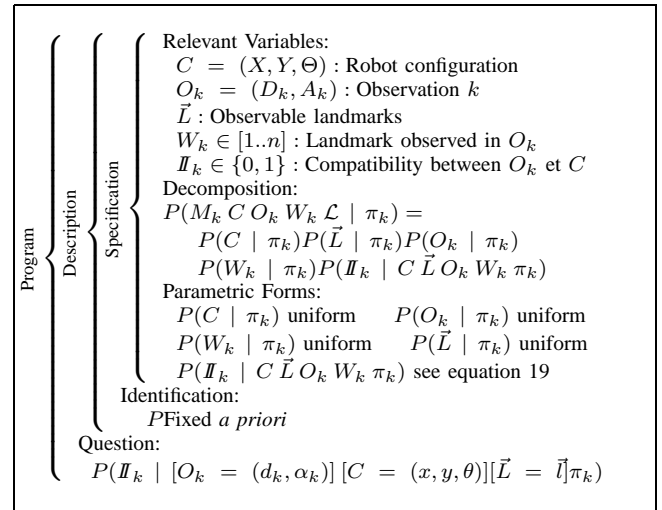 Program
Description
Specification
Relevant Variables:
C = (X, Y, Θ) : Robot configuration
O_k = (D_k, A_k) : Observation k
L⃗ : Observable landmarks
W_k ∈ [1..n] : Landmark observed in O_k
𝐼𝐼_k ∈ {0, 1} : Compatibility between O_k et C
Decomposition:
P(M_k C O_k W_k ℒ | π_k) =
P(C | π_k)P(L⃗ | π_k)P(O_k | π_k)
P(W_k | π_k)P(𝐼𝐼_k | C L⃗ O_k W_k π_k)
Parametric Forms:
P(C | π_k) uniform P(O_k | π_k) uniform
P(W_k | π_k) uniform P(L⃗ | π_k) uniform
P(𝐼𝐼_k | C L⃗ O_k W_k π_k) see equation 19
Identification:
PFixed a priori
Question:
P(𝐼𝐼_k | [O_k = (d_k, α_k)] [C = (x, y, θ)][L⃗ = l⃗]π_k)